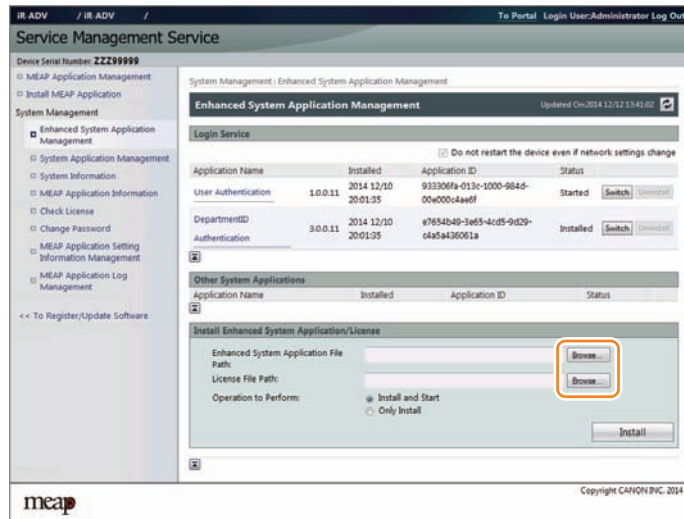 iR-ADV / iR-ADV / To Portal Login User:Administrator Log Out
Service Management Service
Device Serial Number: ZZZ99999
MEAP Application Management
Install MEAP Application
System Management
Enhanced System Application
Management
System Application Management
System Information
MEAP Application Information
Check License
Change Password
MEAP Application Setting
Information Management
MEAP Application Log
Management
<< To Register/Update Software
System Management : Enhanced System Application Management
Enhanced System Application Management Updated On:2014 12/12 13:41:02
Login Service
Do not restart the device even if network settings change
Application Name Installed Application ID Status
User Authentication 1.0.0.11 2014 12/10 20:01:35 933306fa-013c-1000-984d-00e000c4ae6f Started Switch Uninstall
DepartmentID Authentication 3.0.0.11 2014 12/10 20:01:35 e7654b49-3e65-4cd5-9d29-c4a5a436061a Installed Switch Uninstall
Other System Applications
Application Name Installed Application ID Status
Install Enhanced System Application/License
Enhanced System Application File Path: Browse...
License File Path: Browse...
Operation to Perform: Install and Start
Only Install
Install
Copyright CANON INC. 2014
meap